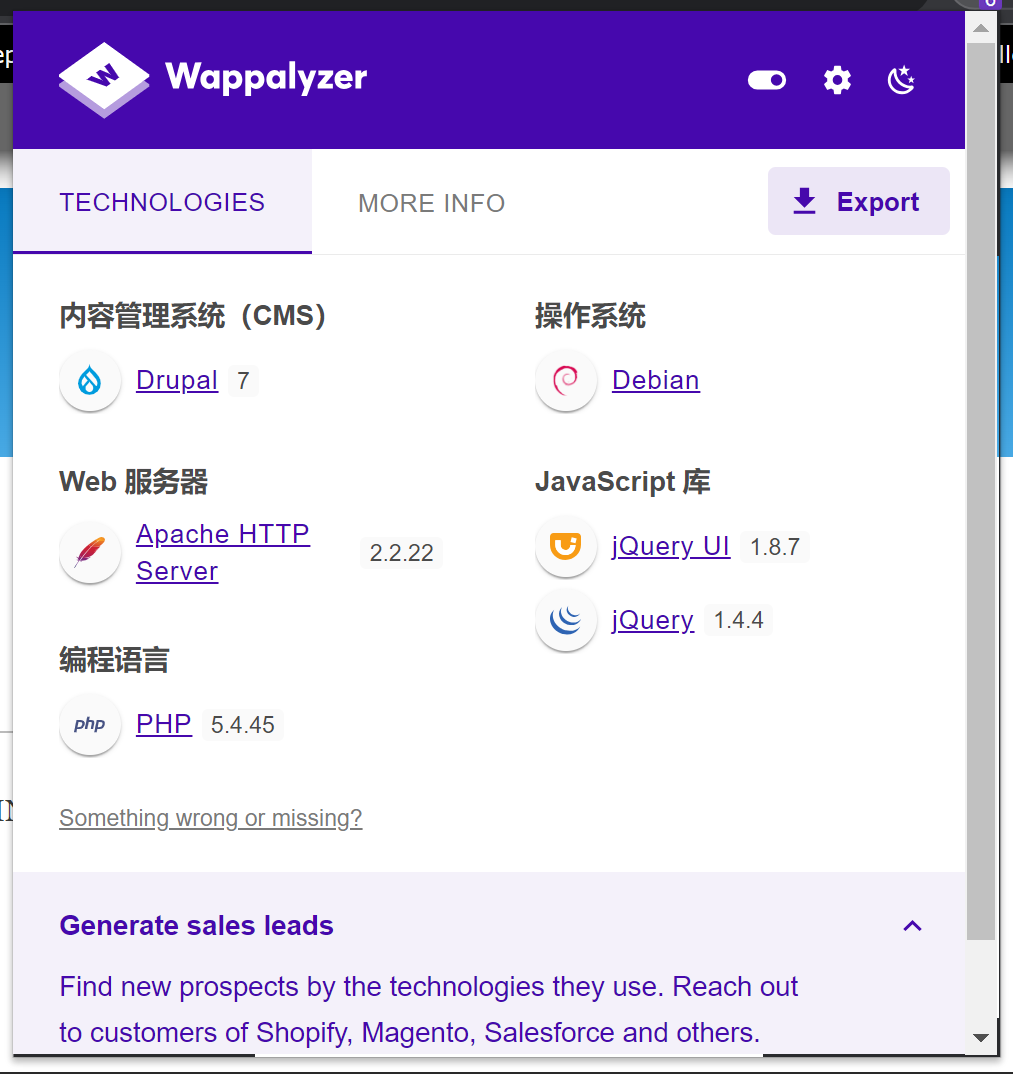 Wappalyzer
TECHNOLOGIES
MORE INFO
Export
内容管理系统（CMS）
Drupal 7
操作系统
Debian
Web 服务器
Apache HTTP
Server
2.2.22
JavaScript 库
jQuery UI 1.8.7
jQuery 1.4.4
编程语言
php
PHP 5.4.45
Something wrong or missing?
Generate sales leads
Find new prospects by the technologies they use. Reach out
to customers of Shopify, Magento, Salesforce and others.